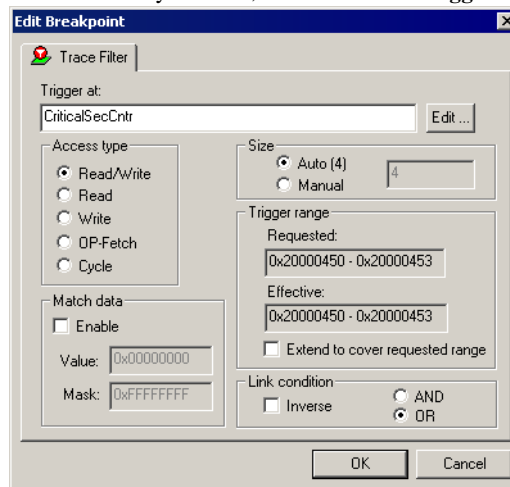 Edit Breakpoint
Trace Filter
Trigger at:
CriticalSecCntr
Edit ...
Access type
Read/Write
Read
Write
OP-Fetch
Cycle
Size
Auto (4)
Manual
4
Trigger range
Requested:
0x20000450 - 0x20000453
Effective:
0x20000450 - 0x20000453
Extend to cover requested range
Match data
Enable
Value: 0x00000000
Mask: 0xFFFFFFFF
Link condition
Inverse
AND
OR
OK
Cancel